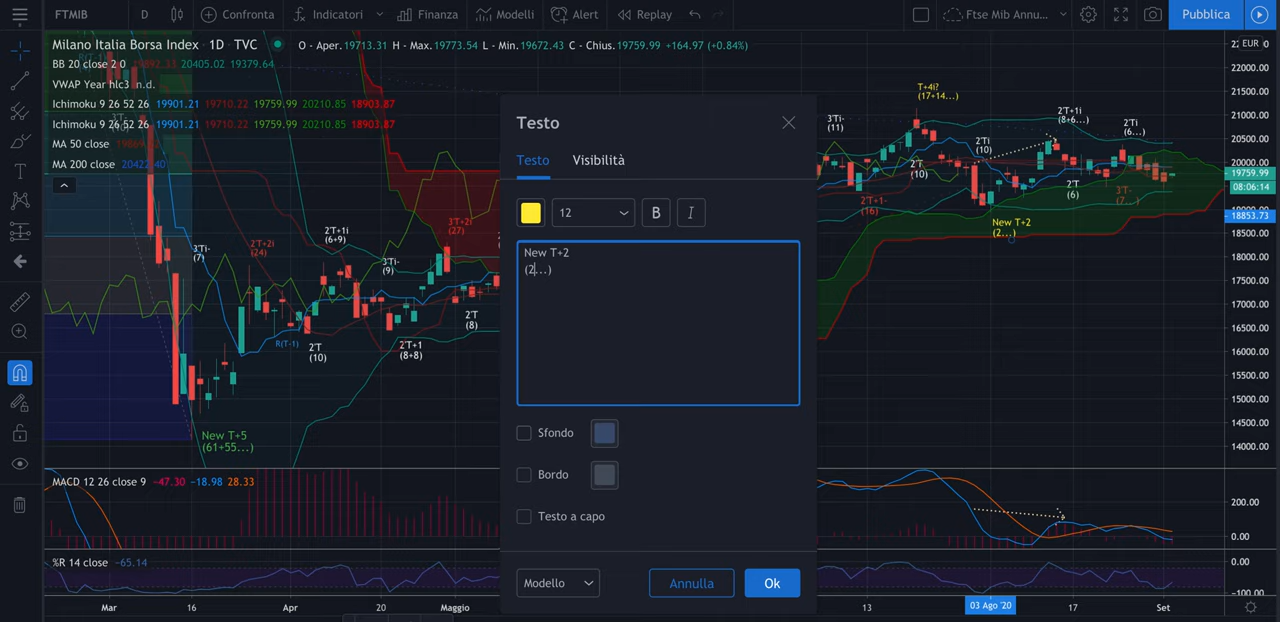 FTMIB D Confronta Indicatori Finanza Modelli Alert Replay Ftse Mib Annu... Pubblica
Milano Italia Borsa Index · 1D · TVC O - Aper.19713.31 H - Max.19773.54 L - Min.19672.43 C - Chius.19759.99 +164.97 (+0.84%)
BB 20 close 2 0 19892.33 20405.02 19379.64
VWAP Year hlc3 n.d.
Ichimoku 9 26 52 26 19901.21 19710.22 19759.99 20210.85 18903.87
Ichimoku 9 26 52 26 19901.21 19710.22 19759.99 20210.85 18903.87
MA 50 close
MA 200 close 20422.40
3'Ti-
(7)
2'T+2i
(24)
2'T+1i
(6+9)
3'Ti-
(9)
3'T+2i
(27)
R(T-1)
2'T
(10)
2'T+1
(8+8)
2'T
(8)
New T+5
(61+55...)
Testo
Testo Visibilità
12 B I
New T+2
(2...)
Sfondo
Bordo
Testo a capo
Modello Annulla Ok
3'Ti-
(11)
T+4i?
(17+14...)
2'T
(10)
2'T+1-
(16)
2'Ti
(10)
2'T+1i
(8+6...)
2'Ti
(6...)
2'T
(6)
3'T-
(7...)
New T+2
(2...)
EUR
22000.00
21500.00
21000.00
20500.00
20000.00
19759.99
08:06:14
18853.73
18500.00
18000.00
17500.00
17000.00
16500.00
16000.00
15500.00
15000.00
14500.00
14000.00
MACD 12 26 close 9 −47.30 −18.98 28.33
200.00
0.00
%R 14 close −65.14
0.00
−100.00
Mar 16 Apr 20 Maggio 13 03 Ago '20 17 Set